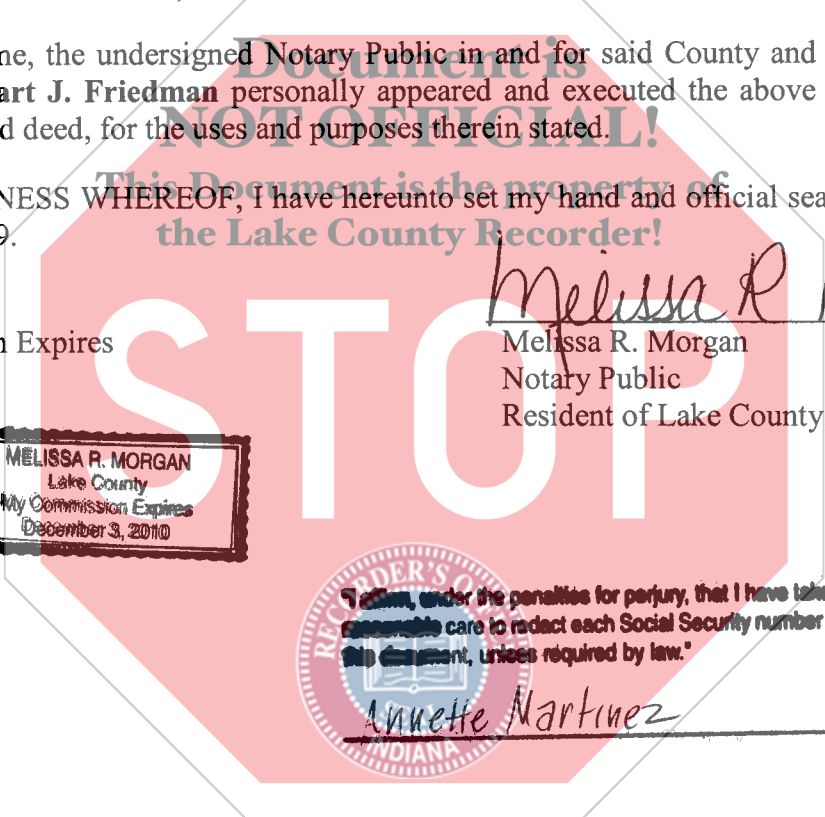 Document is
ne, the undersigned Notary Public in and for said County and
art J. Friedman personally appeared and executed the above
NOT OFFICIAL!
d deed, for the uses and purposes therein stated.
This Document is the property of
NESS WHEREOF, I have hereunto set my hand and official sea
9.
the Lake County Recorder!
Melissa R
n Expires
Melissa R. Morgan
Notary Public
Resident of Lake County
STOP
MELISSA R. MORGAN
Lake County
My Commission Expires
December 3, 2010
"I affirm, under the penalties for perjury, that I have take
reasonable care to redact each Social Security number
this document, unless required by law."
Annette Martinez
RECORDER'S OFFICE
SEAL
INDIANA